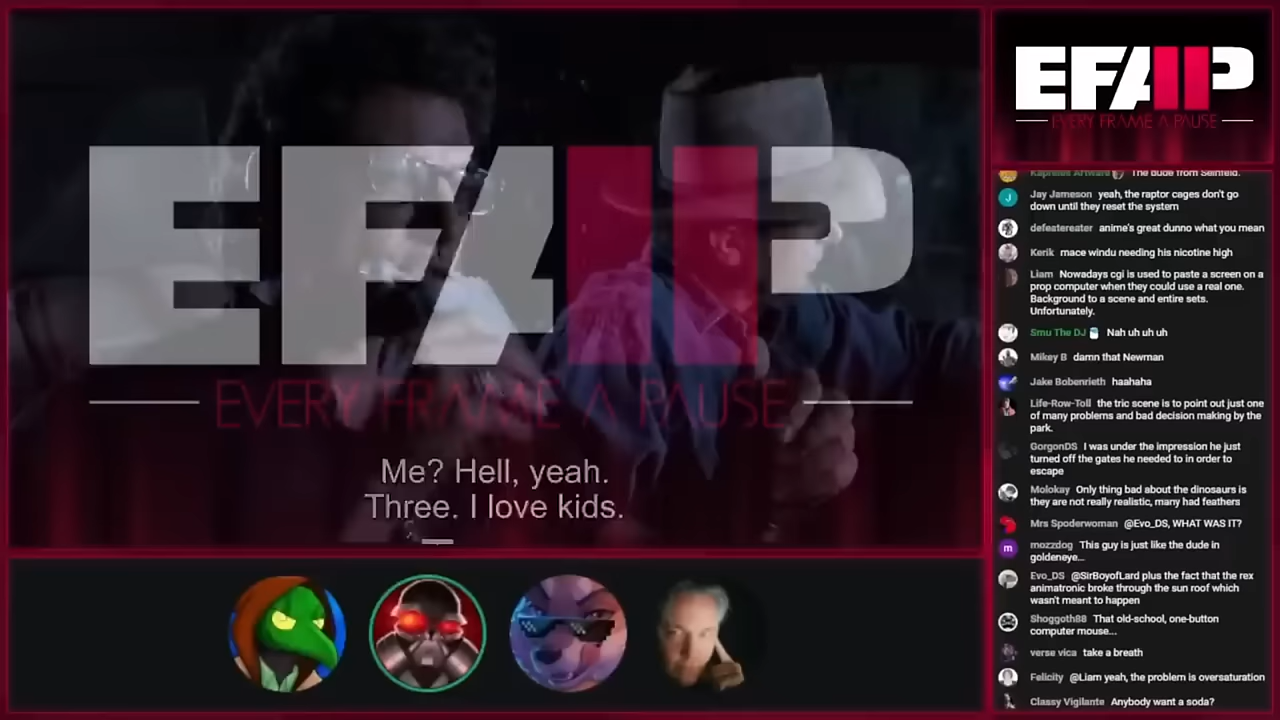 EFAP
EVERY FRAME A PAUSE
Me? Hell, yeah.
Three. I love kids.
EFAP
EVERY FRAME A PAUSE
Kaprellis Artware The dude from Seinfeld.
Jay Jameson yeah, the raptor cages don't go
down until they reset the system
defeatereater anime's great dunno what you mean
Kerik mace windu needing his nicotine high
Liam Nowadays cgi is used to paste a screen on a
prop computer when they could use a real one.
Background to a scene and entire sets.
Unfortunately.
Smu The DJ Nah uh uh uh
Mikey B damn that Newman
Jake Bobenrieth haahaha
Life-Row-Toll the tric scene is to point out just one
of many problems and bad decision making by the
park.
GorgonDS I was under the impression he just
turned off the gates he needed to in order to
escape
Molokay Only thing bad about the dinosaurs is
they are not really realistic, many had feathers
Mrs Spoderwoman @Evo_DS, WHAT WAS IT?
m
mozzdog This guy is just like the dude in
goldeneye...
Evo_DS @SirBoyofLard plus the fact that the rex
animatronic broke through the sun roof which
wasn't meant to happen
Shoggoth88 That old-school, one-button
computer mouse...
verse vica take a breath
Felicity @Liam yeah, the problem is oversaturation
Classy Vigilante Anybody want a soda?